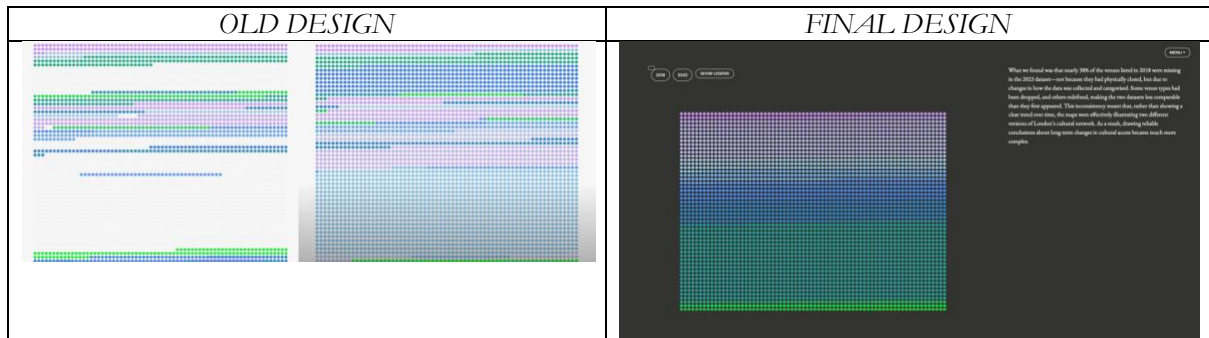 OLD DESIGN
FINAL DESIGN
MENU +
2018
2023
SHOW LEGEND
What we found was that nearly 38% of the venues listed in 2018 were missing
in the 2023 dataset—not because they had physically closed, but due to
changes in how the data was collected and categorised. Some venue types had
been dropped, and others redefined, making the two datasets less comparable
than they first appeared. This inconsistency meant that, rather than showing a
clear trend over time, the maps were effectively illustrating two different
versions of London's cultural network. As a result, drawing reliable
conclusions about long-term changes in cultural access became much more
complex.